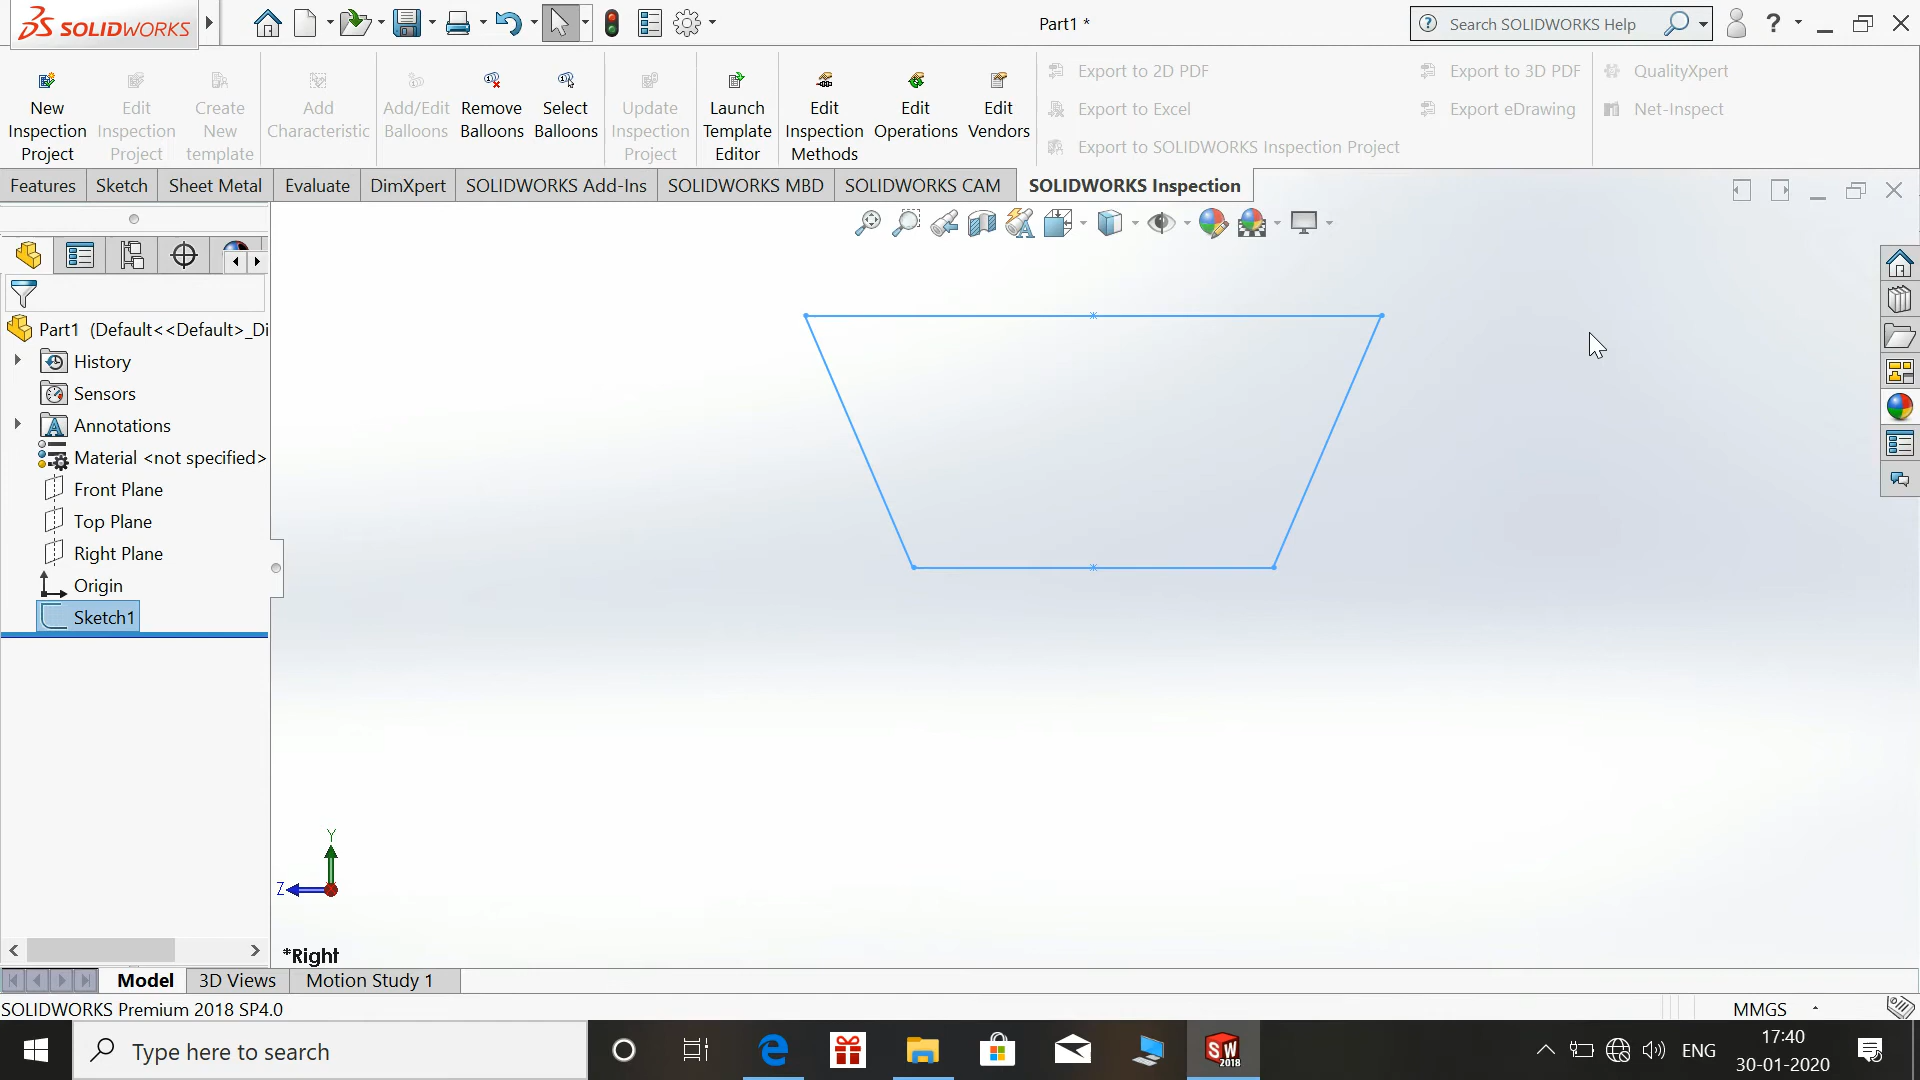 SOLIDWORKS
Part1 *
Search SOLIDWORKS Help
?
New Inspection Project
Edit Inspection Project
Create New template
Add Characteristic
Add/Edit Balloons
Remove Balloons
Select Balloons
Update Inspection Project
Launch Template Editor
Edit Inspection Methods
Edit Operations
Edit Vendors
Export to 2D PDF
Export to Excel
Export to SOLIDWORKS Inspection Project
Export to 3D PDF
Export eDrawing
QualityXpert
Net-Inspect
Features
Sketch
Sheet Metal
Evaluate
DimXpert
SOLIDWORKS Add-Ins
SOLIDWORKS MBD
SOLIDWORKS CAM
SOLIDWORKS Inspection
Part1 (Default<<Default>_Di
History
Sensors
Annotations
Material <not specified>
Front Plane
Top Plane
Right Plane
Origin
Sketch1
Y
Z
*Right
Model
3D Views
Motion Study 1
SOLIDWORKS Premium 2018 SP4.0
MMGS
Type here to search
SW
2018
ENG
17:40
30-01-2020